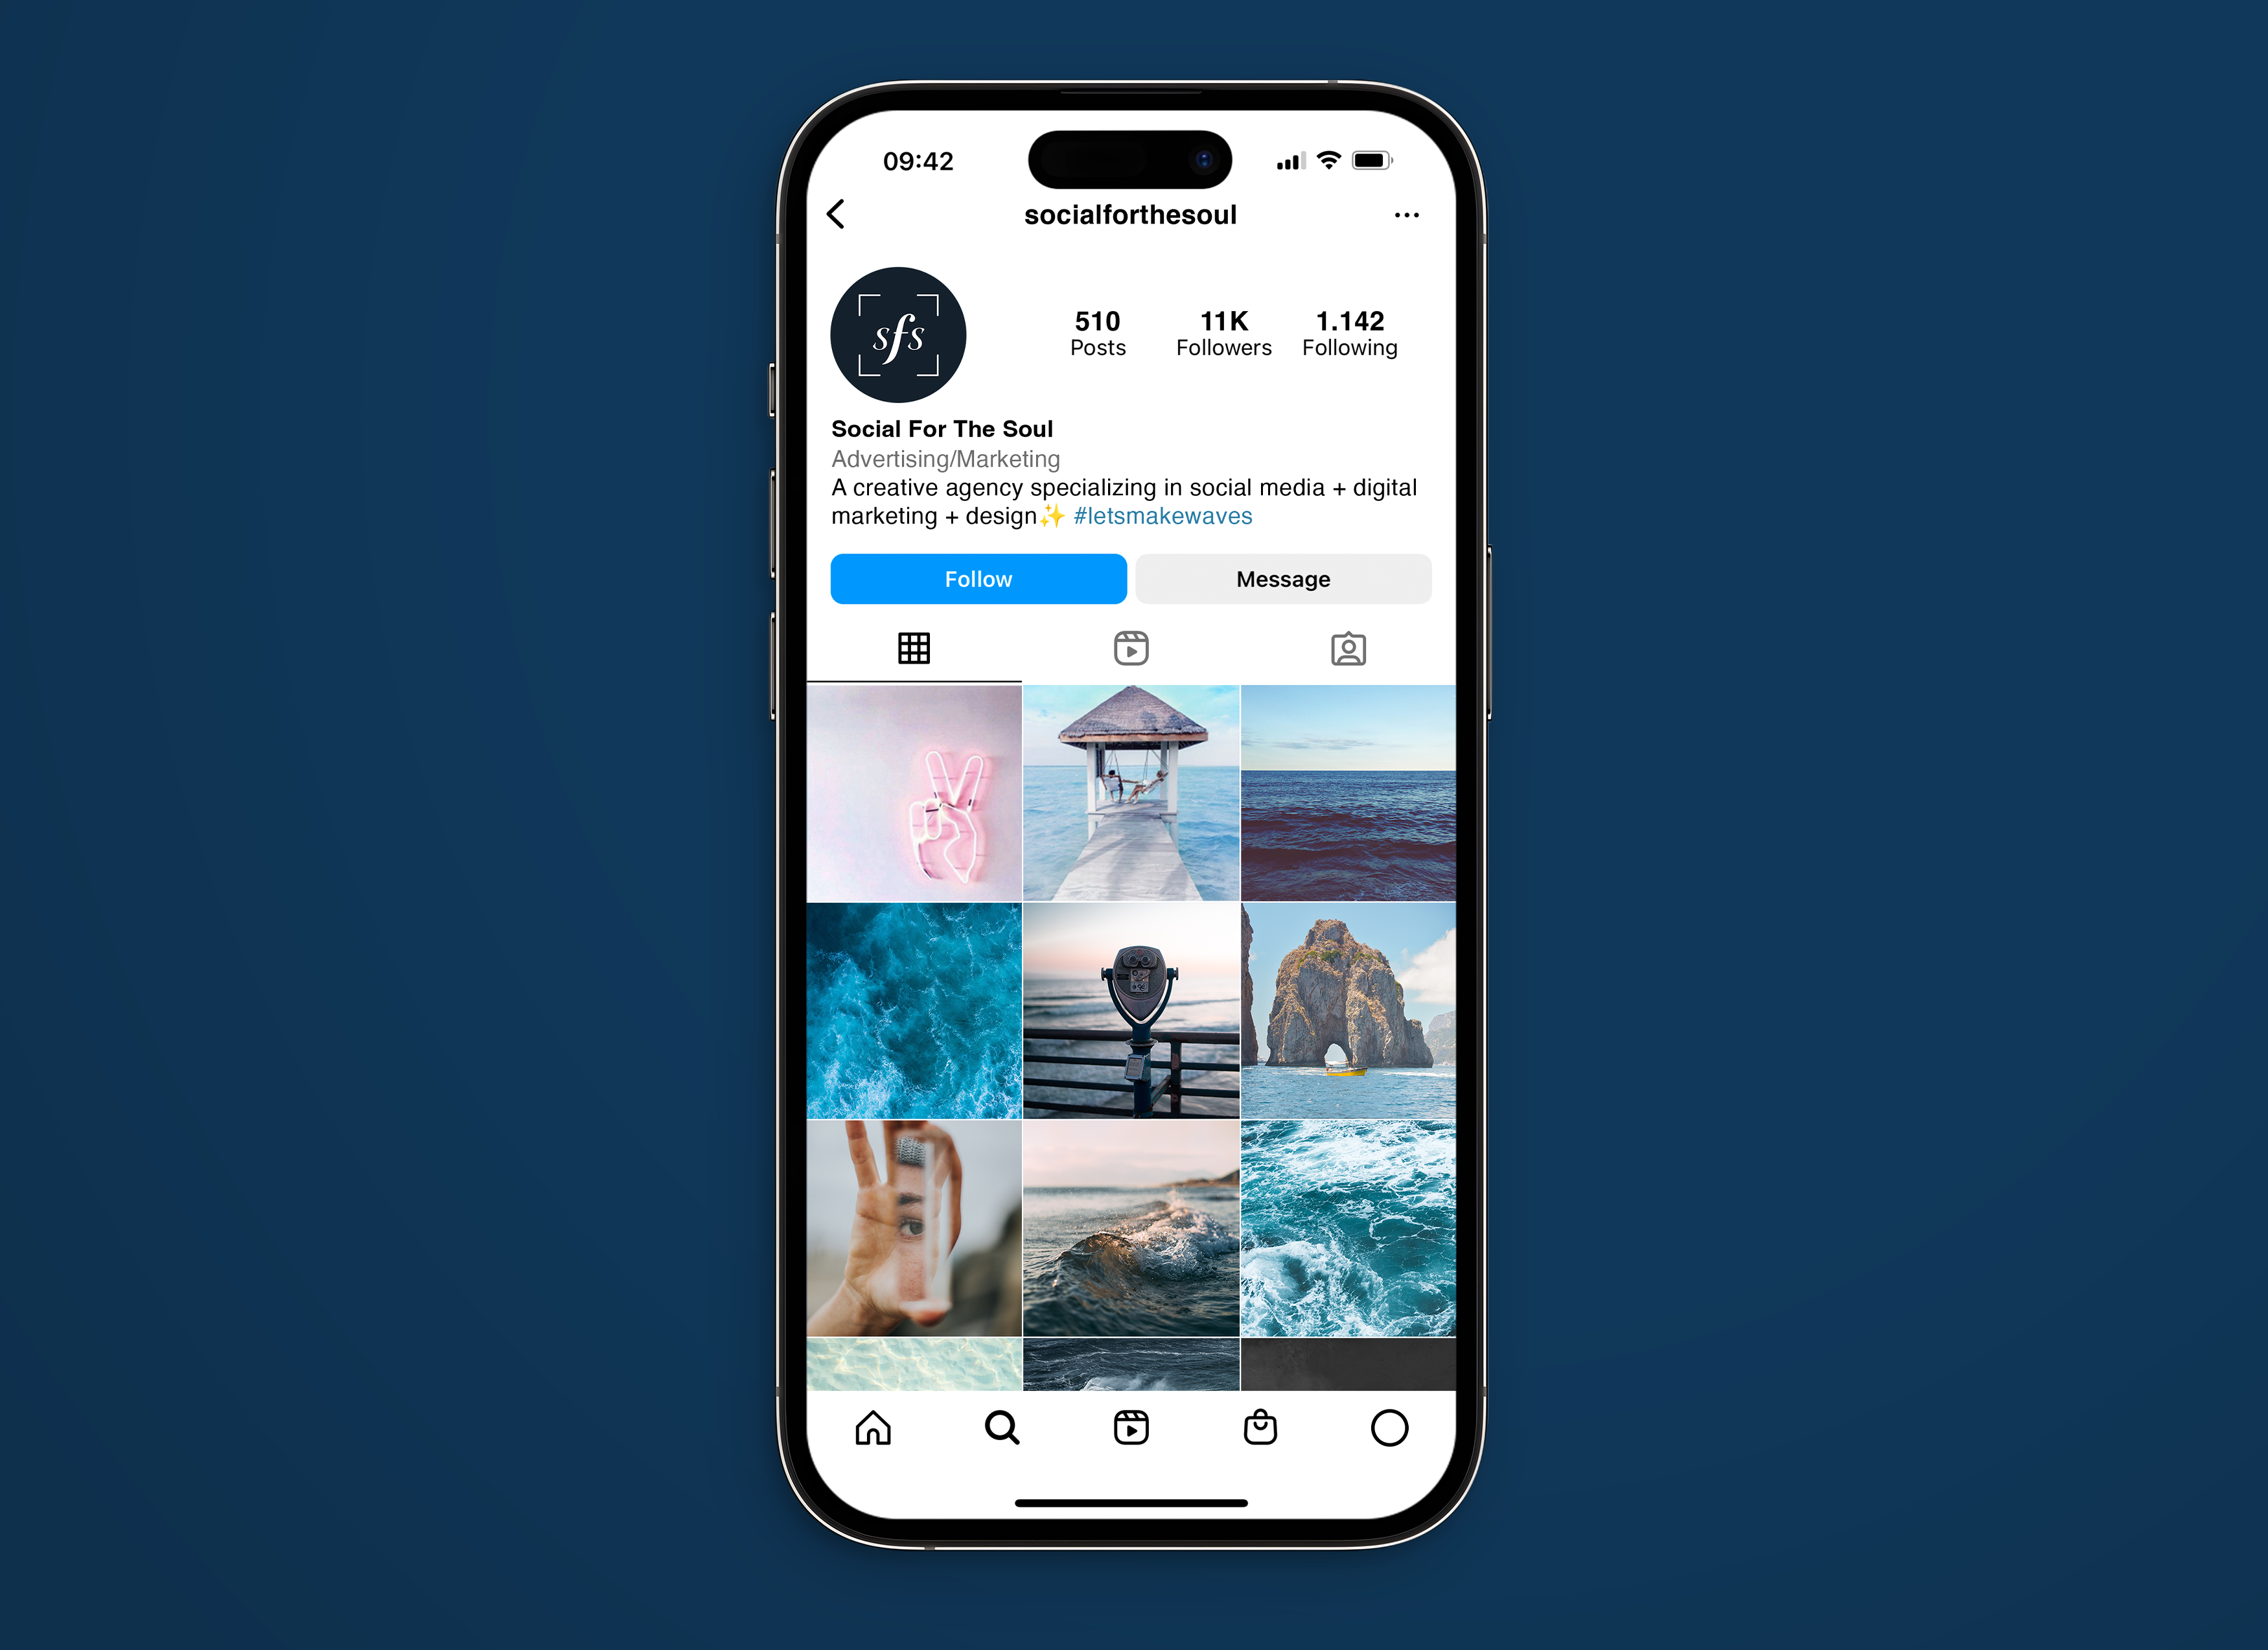 09:42
socialforthesoul
sfs
510 11K 1.142
Posts Followers Following
Social For The Soul
Advertising/Marketing
A creative agency specializing in social media + digital
marketing + design✨ #letsmakewaves
Follow Message